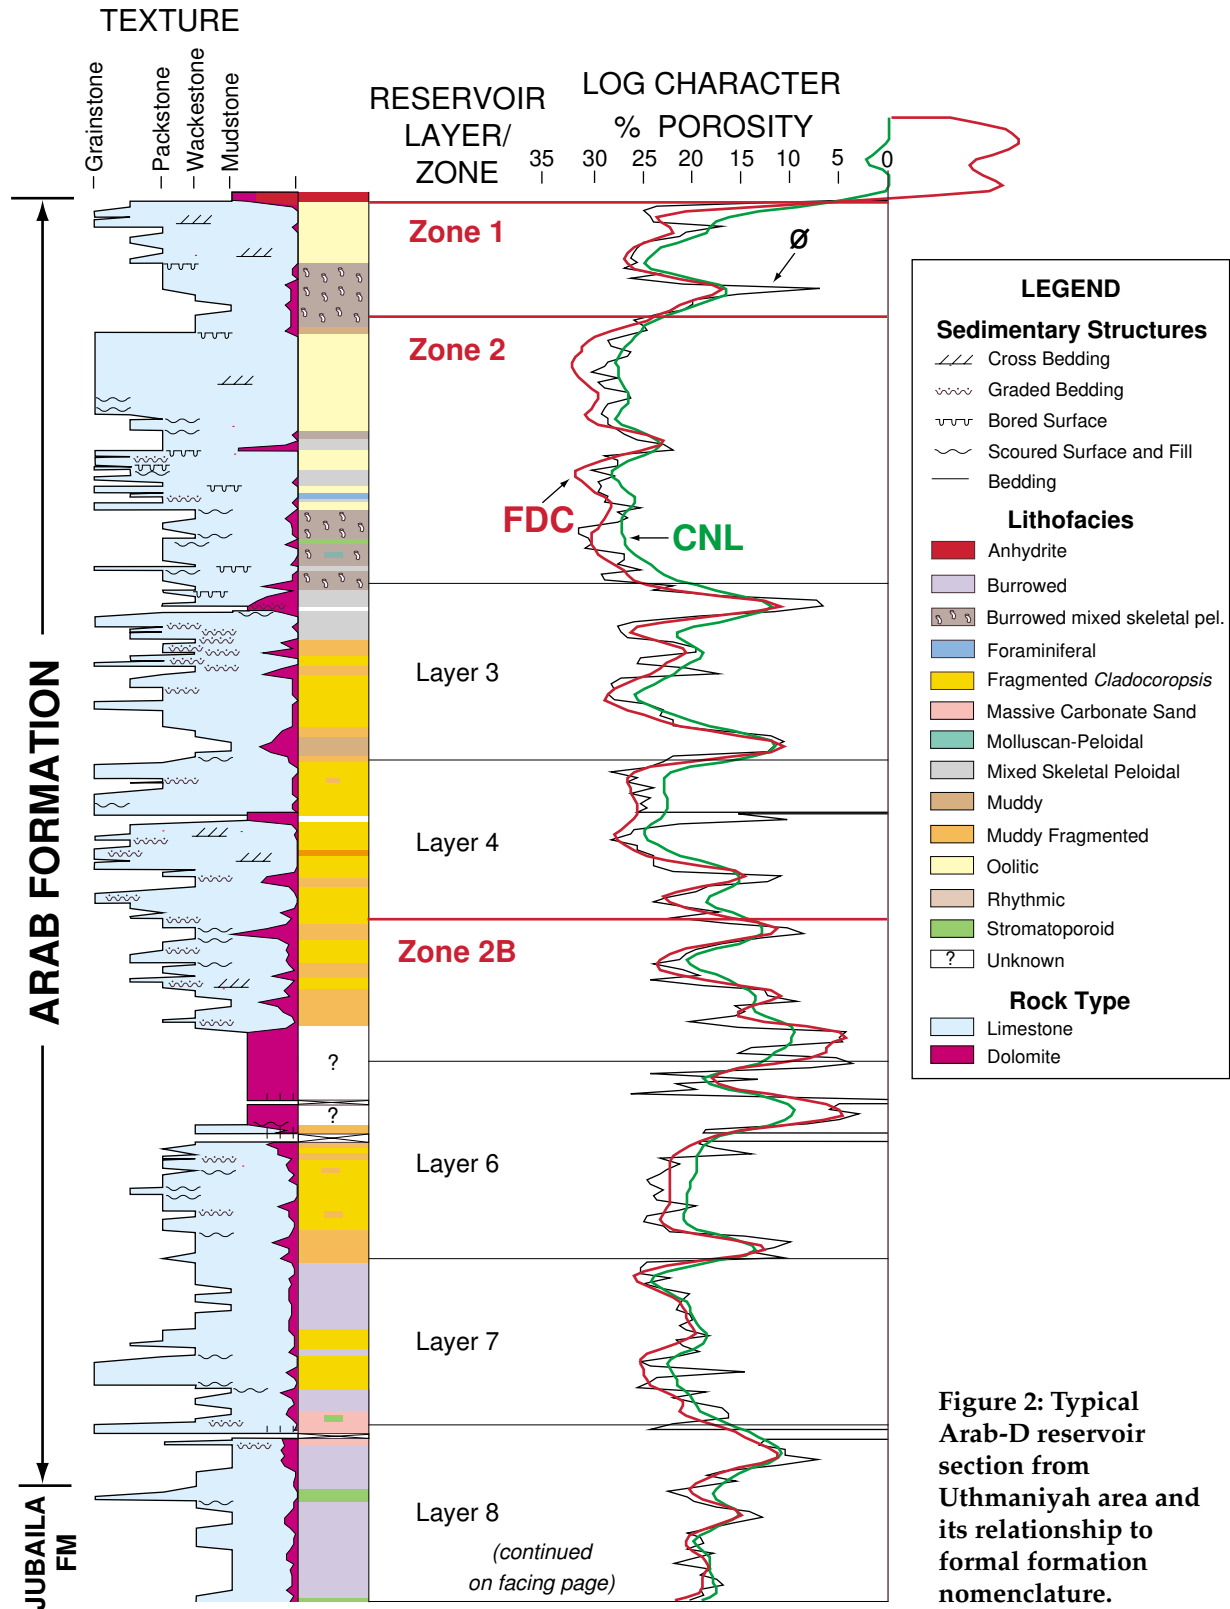 TEXTURE
Grainstone
Packstone
Wackestone
Mudstone
RESERVOIR
LAYER/
ZONE
LOG CHARACTER
% POROSITY
35 30 25 20 15 10 5 0
ARAB FORMATION
JUBAILA
FM
Zone 1
Ø
Zone 2
FDC
CNL
Layer 3
Layer 4
Zone 2B
?
?
Layer 6
Layer 7
Layer 8
(continued
on facing page)
LEGEND
Sedimentary Structures
Cross Bedding
Graded Bedding
Bored Surface
Scoured Surface and Fill
Bedding
Lithofacies
Anhydrite
Burrowed
Burrowed mixed skeletal pel.
Foraminiferal
Fragmented Cladocoropsis
Massive Carbonate Sand
Molluscan-Peloidal
Mixed Skeletal Peloidal
Muddy
Muddy Fragmented
Oolitic
Rhythmic
Stromatoporoid
? Unknown
Rock Type
Limestone
Dolomite
Figure 2: Typical
Arab-D reservoir
section from
Uthmaniyah area and
its relationship to
formal formation
nomenclature.